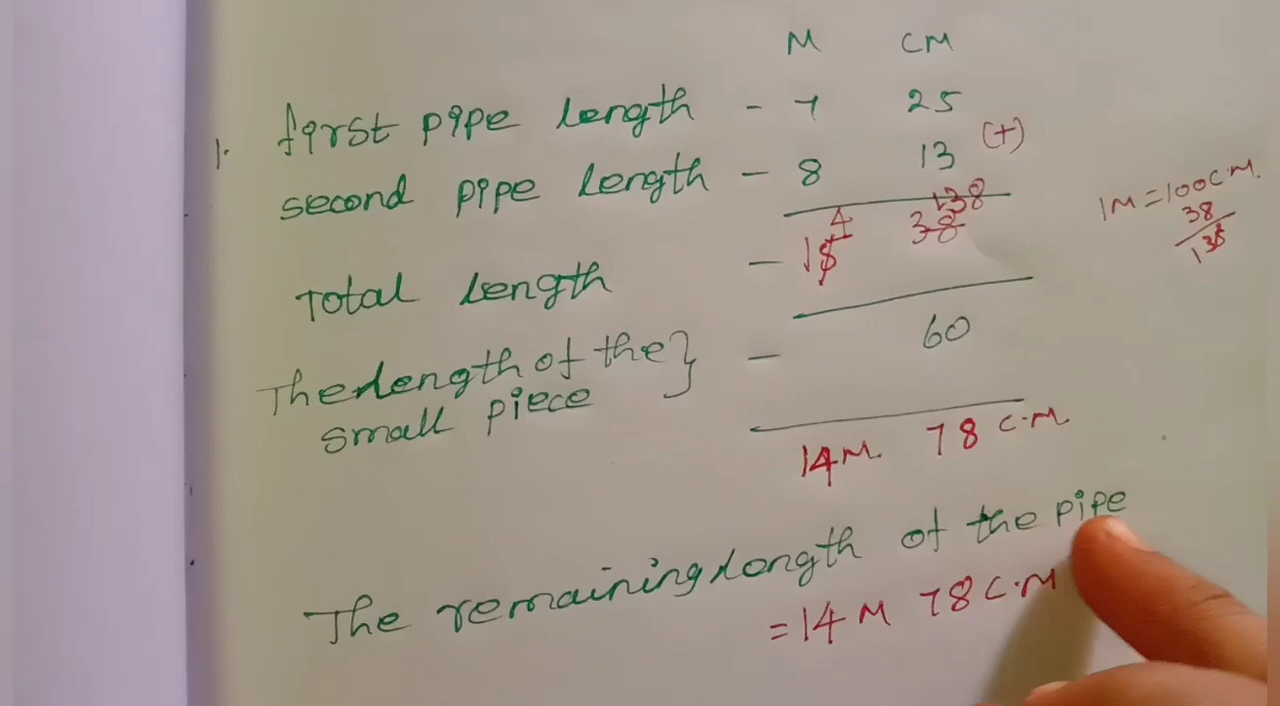 M CM
1. first pipe length - 7 25
second pipe length - 8 13 (+)
4 138
Total Length - 15 38
1M = 100CM.
38
138
The length of the } - 60
small piece
14M. 78 C.M
The remaining length of the pipe
= 14 M 78 C.M